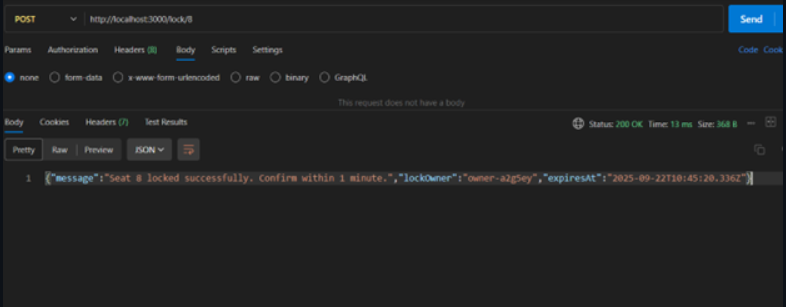 POST http://localhost:3000/lock/8 Send
Params Authorization Headers (8) Body Scripts Settings Code Cook
none form-data x-www-form-urlencoded raw binary GraphQL
This request does not have a body
Body Cookies Headers (7) Test Results Status: 200 OK Time: 13 ms Size: 368 B
Pretty Raw Preview JSON
1 {"message":"Seat 8 locked successfully. Confirm within 1 minute.","lockOwner":"owner-a2g5ey","expiresAt":"2025-09-22T10:45:20.336Z"}